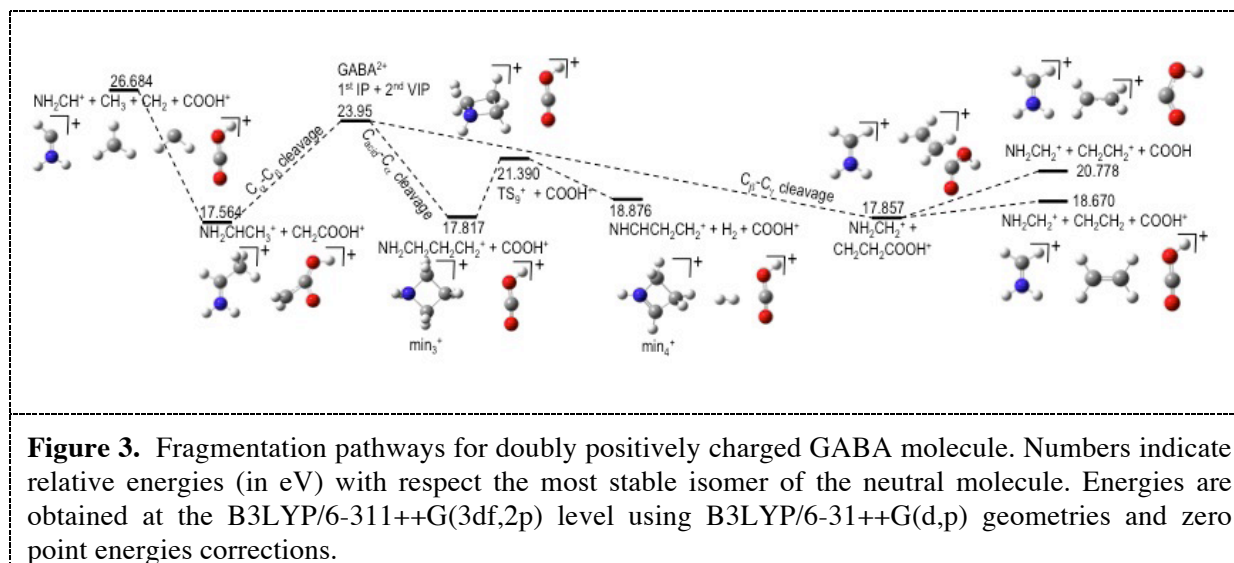 26.684
NH₂CH⁺ + CH₃ + CH₂ + COOH⁺
]⁺
]⁺
Cα-Cβ cleavage
17.564
NH₂CHCH₃⁺ + CH₂COOH⁺
]⁺
]⁺
GABA²⁺
1ˢᵗ IP + 2ⁿᵈ VIP
23.95
Cacid-Cα cleavage
17.817
NH₂CH₂CH₂CH₂⁺ + COOH⁺
]⁺
]⁺
min₃⁺
]⁺
]⁺
21.390
TS₉⁺ + COOH⁺
18.876
NHCHCH₂CH₂⁺ + H₂ + COOH⁺
]⁺
]⁺
min₄⁺
Cβ-Cγ cleavage
]⁺
]⁺
17.857
NH₂CH₂⁺ +
CH₂CH₂COOH⁺
]⁺
]⁺
NH₂CH₂⁺ + CH₂CH₂⁺ + COOH
20.778
18.670
NH₂CH₂⁺ + CH₂CH₂ + COOH⁺
]⁺
]⁺
Figure 3. Fragmentation pathways for doubly positively charged GABA molecule. Numbers indicate
relative energies (in eV) with respect the most stable isomer of the neutral molecule. Energies are
obtained at the B3LYP/6-311++G(3df,2p) level using B3LYP/6-31++G(d,p) geometries and zero
point energies corrections.